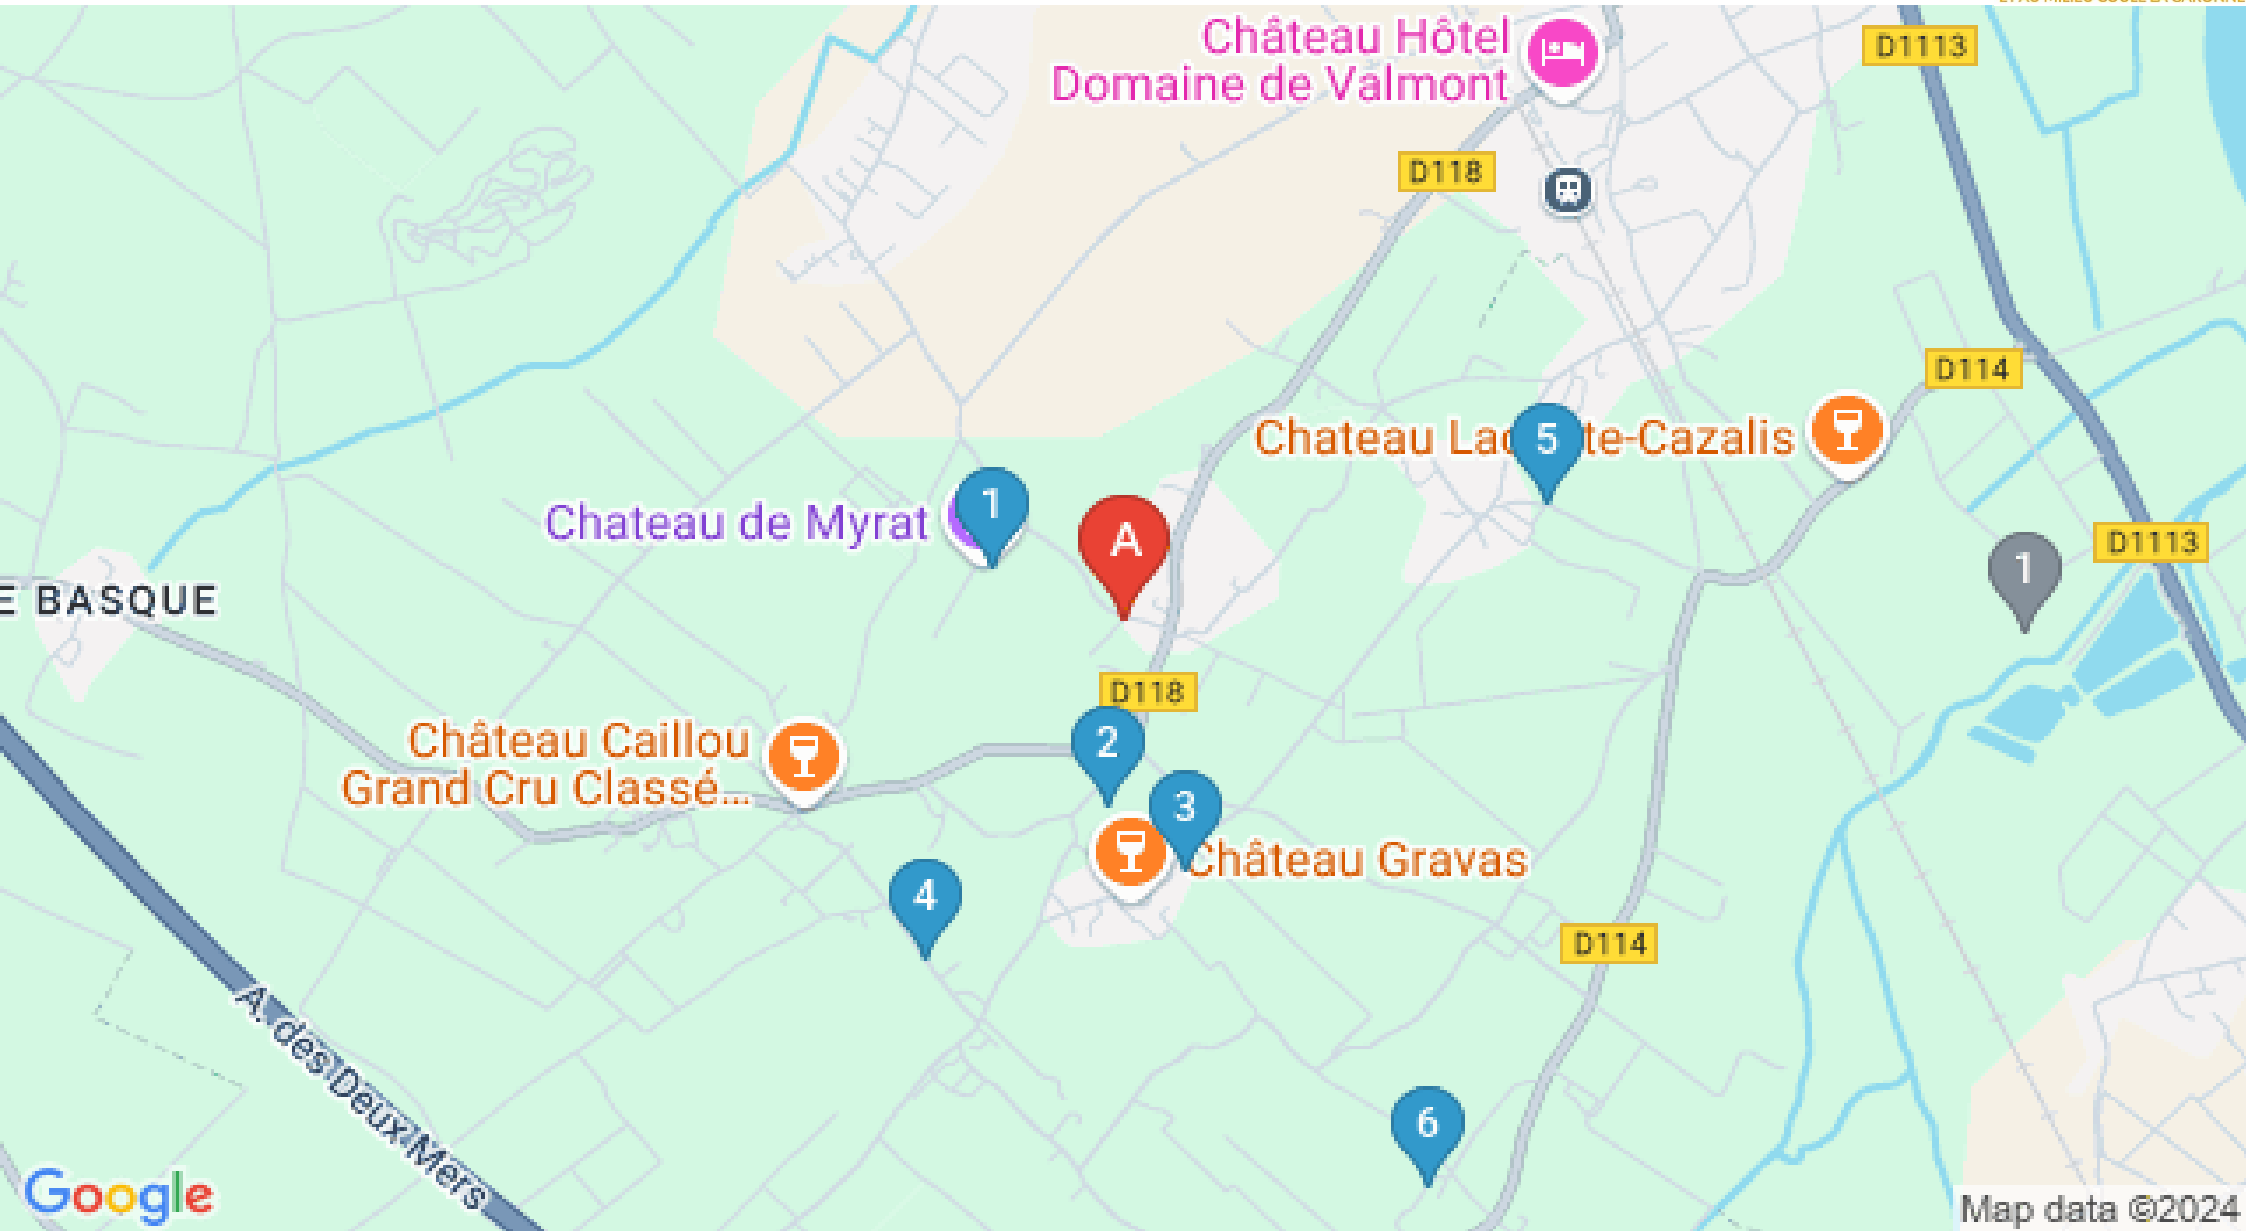 Château Hôtel
Domaine de Valmont
D1113
D118
D114
Chateau La
te-Cazalis
5
Chateau de Myrat
1
A
D1113
1
E BASQUE
D118
2
Château Caillou
Grand Cru Classé...
3
Château Gravas
4
D114
A. des Deux Mers
6
Google
Map data ©2024